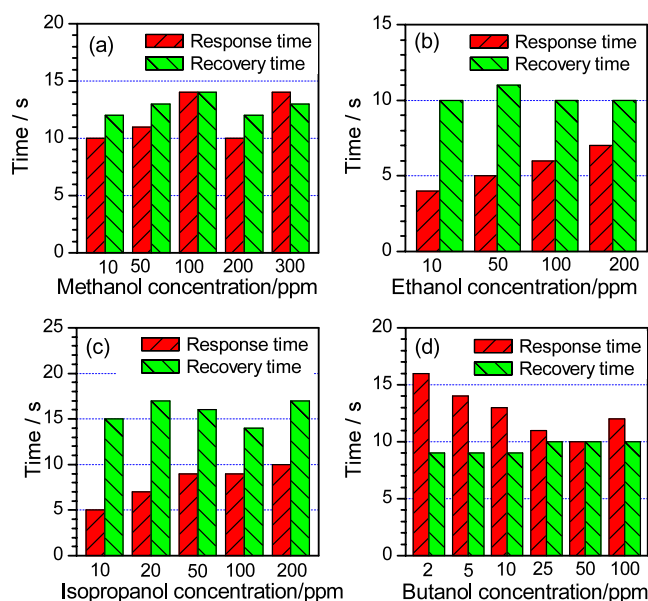 20
15
10
5
0
Time / s
(a)
Response time
Recovery time
10 50 100 200 300
Methanol concentration/ppm
15
10
5
0
Time / s
(b)
Response time
Recovery time
10 50 100 200
Ethanol concentration/ppm
25
20
15
10
5
0
Time / s
(c)
Response time
Recovery time
10 20 50 100 200
Isopropanol concentration/ppm
20
15
10
5
0
Time / s
(d)
Response time
Recovery time
2 5 10 25 50 100
Butanol concentration/ppm